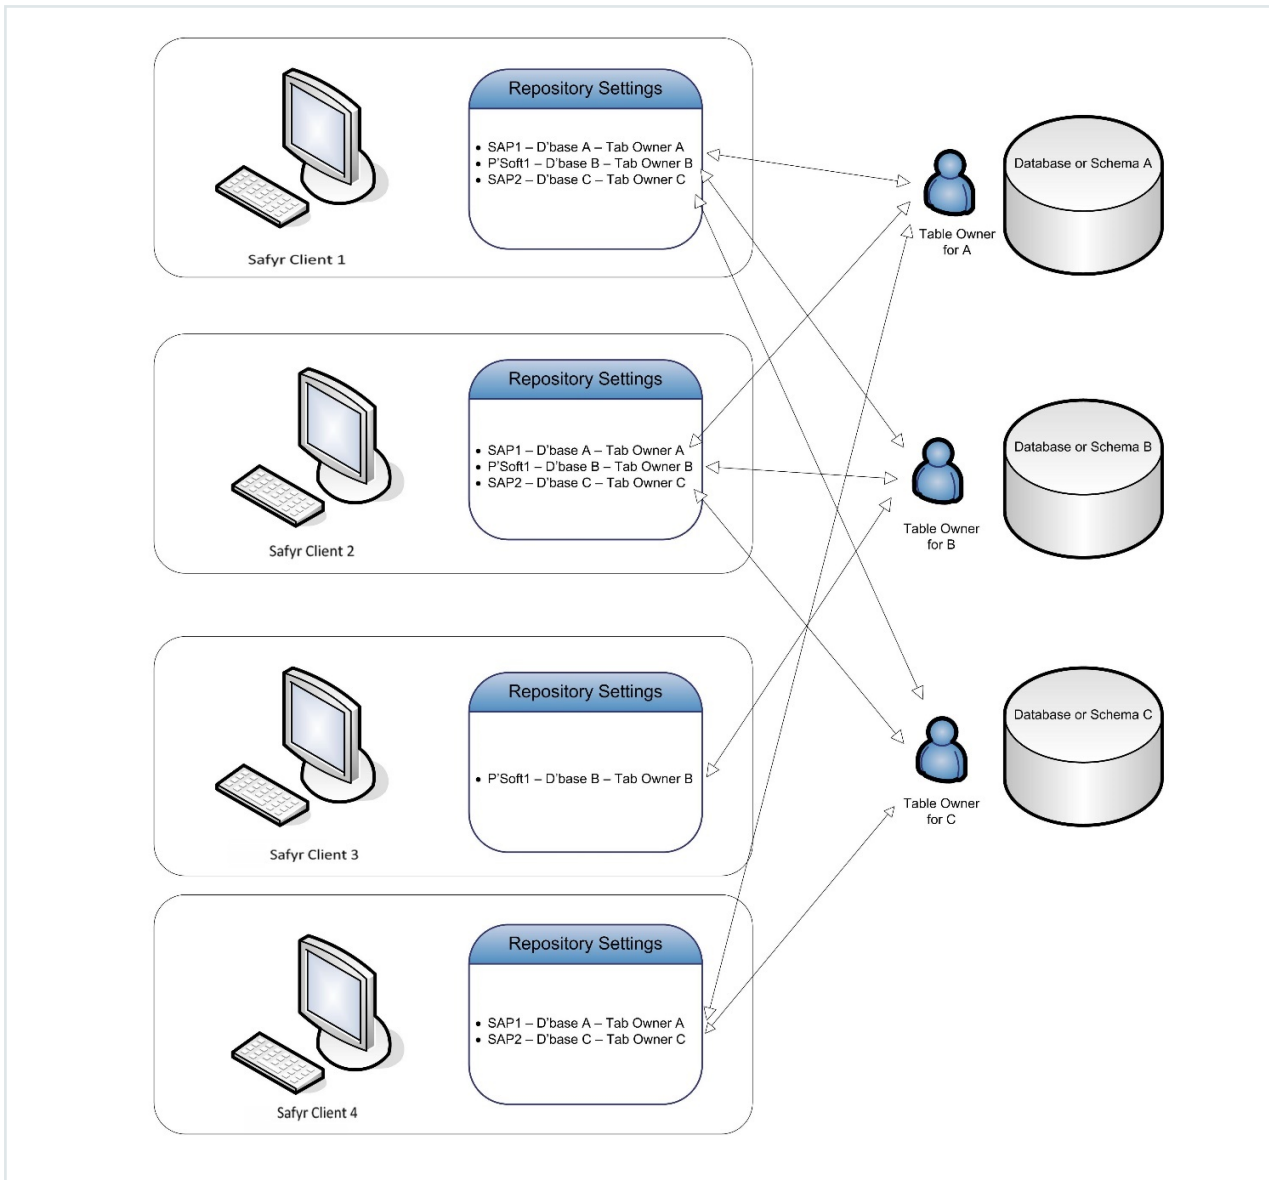 Repository Settings
• SAP1 – D'base A – Tab Owner A
• P'Soft1 – D'base B – Tab Owner B
• SAP2 – D'base C – Tab Owner C
Safyr Client 1
Table Owner
for A
Database or Schema A
Repository Settings
• SAP1 – D'base A – Tab Owner A
• P'Soft1 – D'base B – Tab Owner B
• SAP2 – D'base C – Tab Owner C
Safyr Client 2
Table Owner
for B
Database or Schema B
Repository Settings
• P'Soft1 – D'base B – Tab Owner B
Safyr Client 3
Table Owner
for C
Database or Schema C
Repository Settings
• SAP1 – D'base A – Tab Owner A
• SAP2 – D'base C – Tab Owner C
Safyr Client 4